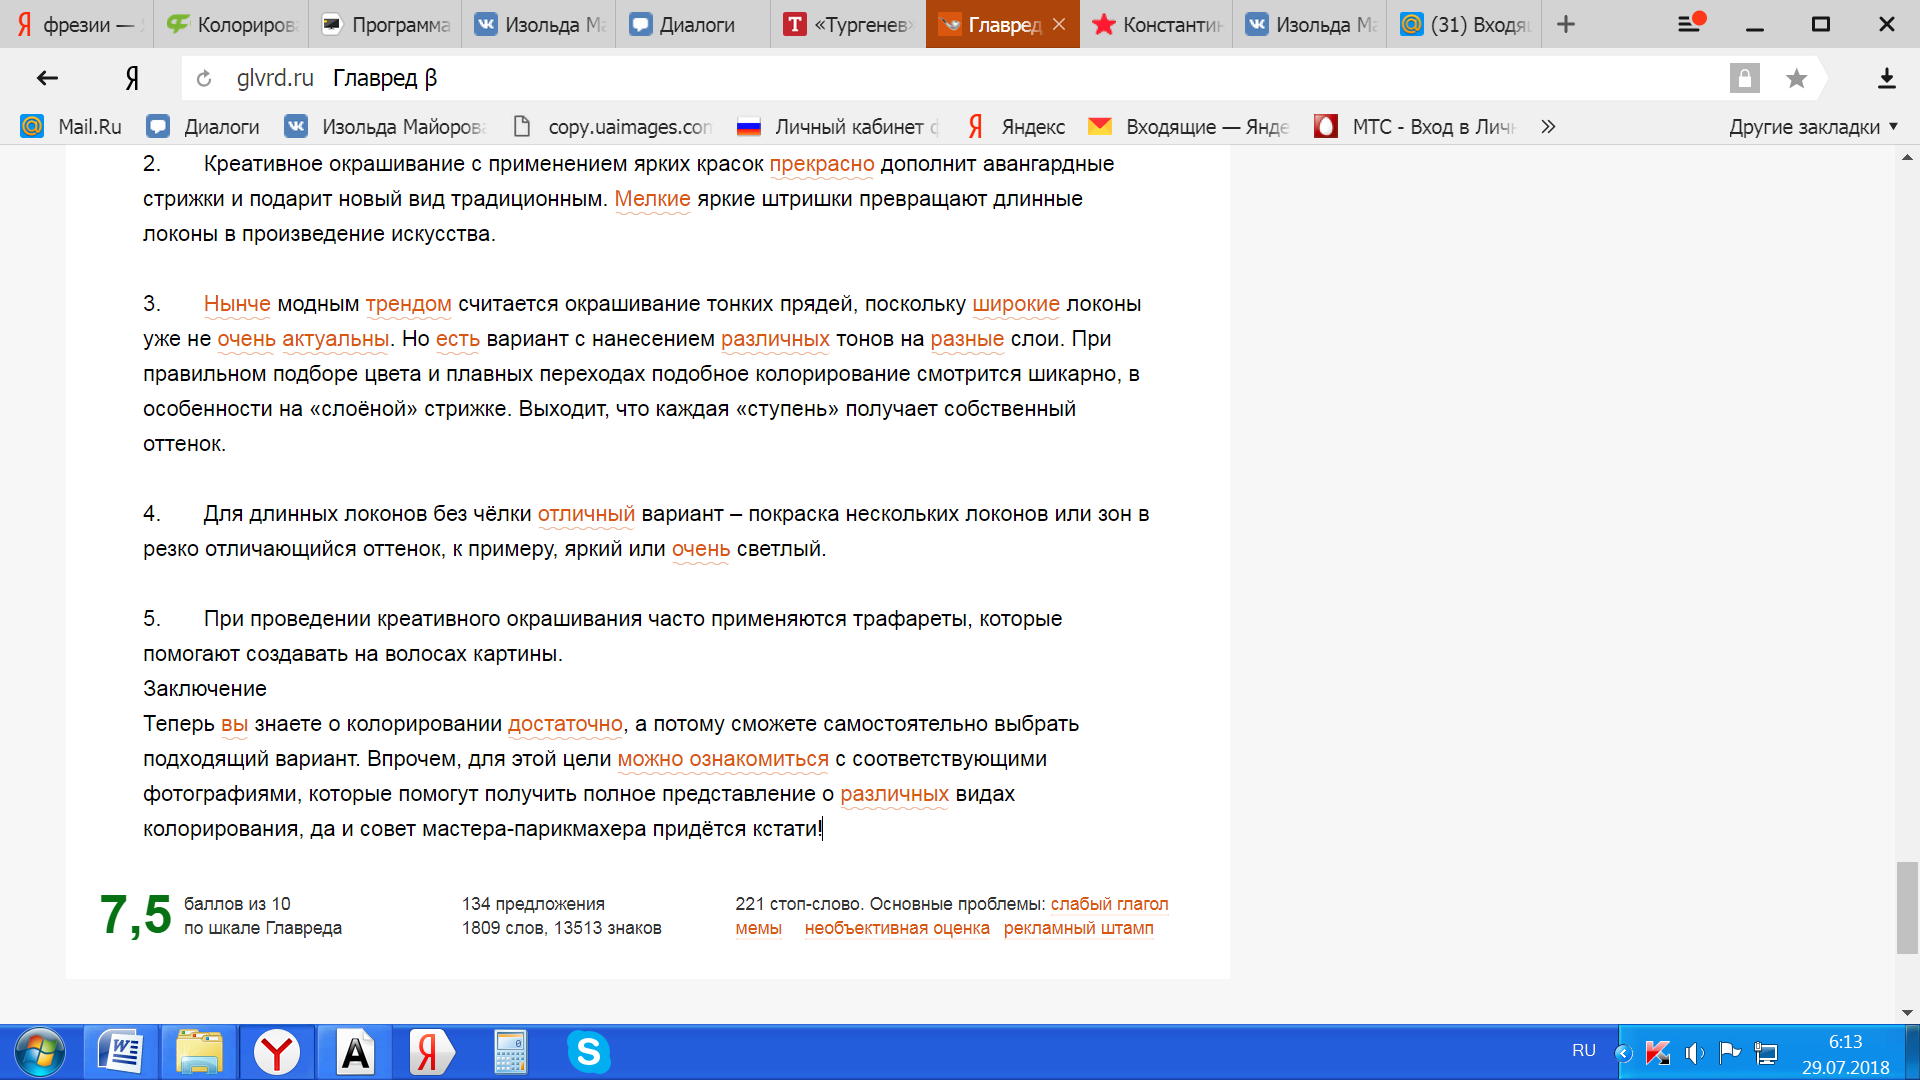 фрезии —
Колориров
Программа
Изольда Ма
Диалоги
«Тургенев»
Главред
Константин
Изольда Ма
(31) Входящ
glvrd.ru Главред β
Mail.Ru
Диалоги
Изольда Майорова
copy.uaimages.com
Личный кабинет ф
Яндекс
Входящие — Янде
МТС - Вход в Личн
Другие закладки
2. Креативное окрашивание с применением ярких красок прекрасно дополнит авангардные
стрижки и подарит новый вид традиционным. Мелкие яркие штришки превращают длинные
локоны в произведение искусства.
3. Нынче модным трендом считается окрашивание тонких прядей, поскольку широкие локоны
уже не очень актуальны. Но есть вариант с нанесением различных тонов на разные слои. При
правильном подборе цвета и плавных переходах подобное колорирование смотрится шикарно, в
особенности на «слоёной» стрижке. Выходит, что каждая «ступень» получает собственный
оттенок.
4. Для длинных локонов без чёлки отличный вариант – покраска нескольких локонов или зон в
резко отличающийся оттенок, к примеру, яркий или очень светлый.
5. При проведении креативного окрашивания часто применяются трафареты, которые
помогают создавать на волосах картины.
Заключение
Теперь вы знаете о колорировании достаточно, а потому сможете самостоятельно выбрать
подходящий вариант. Впрочем, для этой цели можно ознакомиться с соответствующими
фотографиями, которые помогут получить полное представление о различных видах
колорирования, да и совет мастера-парикмахера придётся кстати!
7,5 баллов из 10
по шкале Главреда
134 предложения
1809 слов, 13513 знаков
221 стоп-слово. Основные проблемы: слабый глагол
мемы необъективная оценка рекламный штамп
RU
6:13
29.07.2018